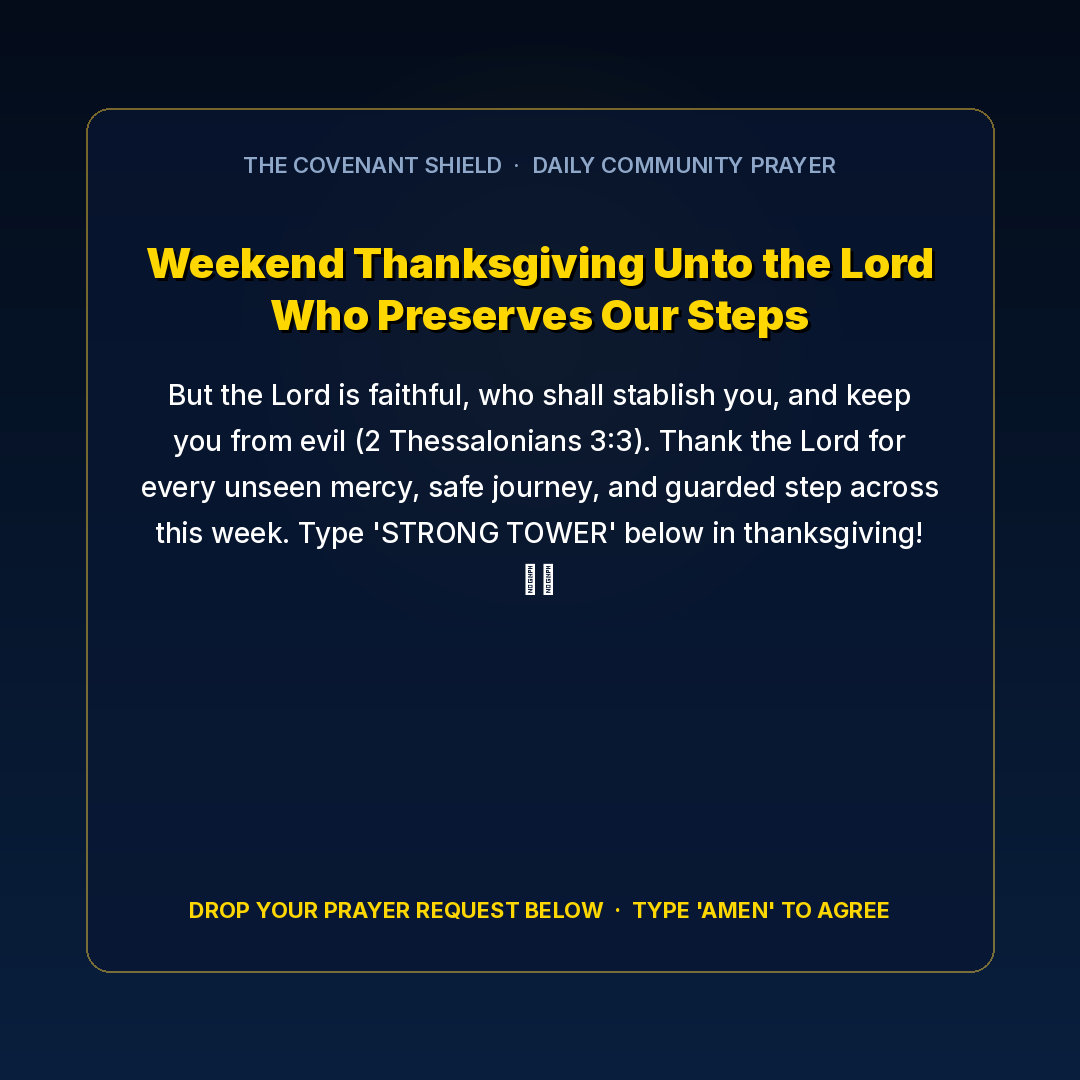 THE COVENANT SHIELD · DAILY COMMUNITY PRAYER
Weekend Thanksgiving Unto the Lord
Who Preserves Our Steps
But the Lord is faithful, who shall stablish you, and keep
you from evil (2 Thessalonians 3:3). Thank the Lord for
every unseen mercy, safe journey, and guarded step across
this week. Type 'STRONG TOWER' below in thanksgiving!
DROP YOUR PRAYER REQUEST BELOW · TYPE 'AMEN' TO AGREE